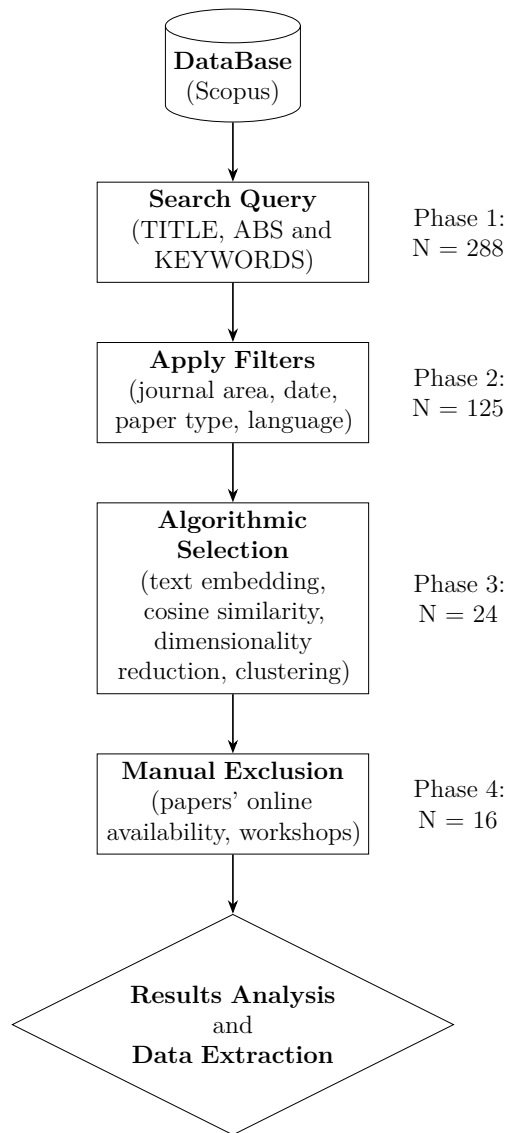 DataBase
(Scopus)
Search Query
(TITLE, ABS and
KEYWORDS)
Phase 1:
N = 288
Apply Filters
(journal area, date,
paper type, language)
Phase 2:
N = 125
Algorithmic
Selection
(text embedding,
cosine similarity,
dimensionality
reduction, clustering)
Phase 3:
N = 24
Manual Exclusion
(papers' online
availability, workshops)
Phase 4:
N = 16
Results Analysis
and
Data Extraction